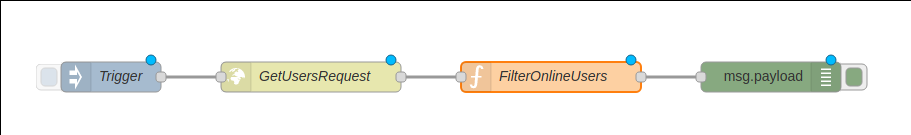 Trigger
GetUsersRequest
FilterOnlineUsers
msg.payload